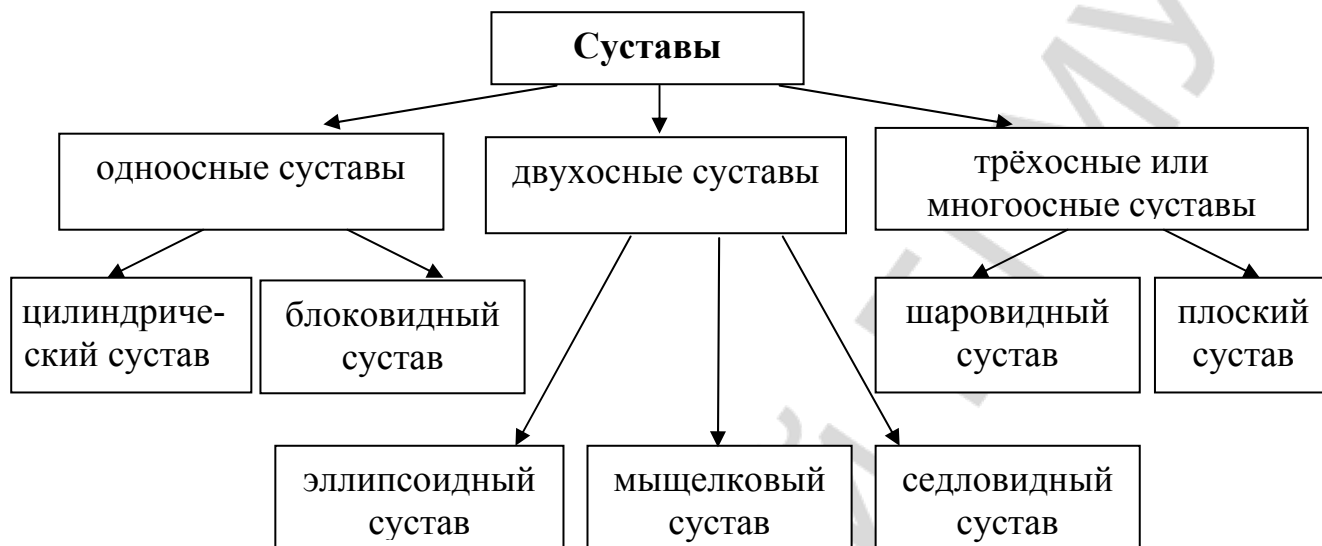 Суставы
одноосные суставы
двухосные суставы
трёхосные или
многоосные суставы
цилиндриче-
ский сустав
блоковидный
сустав
шаровидный
сустав
плоский
сустав
эллипсоидный
сустав
мыщелковый
сустав
седловидный
сустав